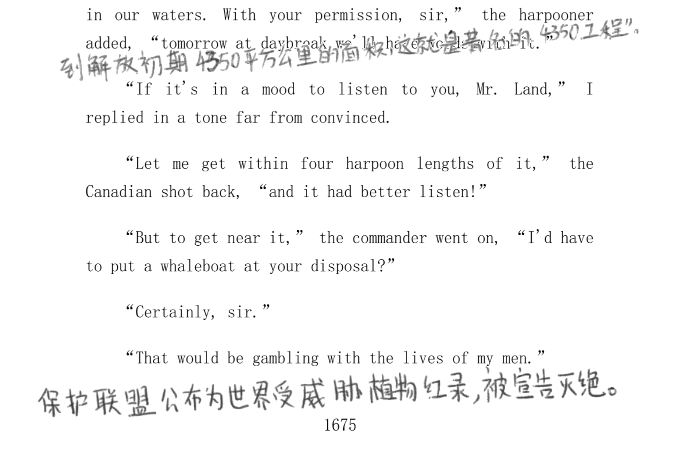 in our waters. With your permission, sir,” the harpooner
added, “tomorrow at daybreak we'll have words with it.”
到解放初期4350平方公里的面积,这就是著名的“4350工程”。
“If it's in a mood to listen to you, Mr. Land,” I
replied in a tone far from convinced.
“Let me get within four harpoon lengths of it,” the
Canadian shot back, “and it had better listen!”
“But to get near it,” the commander went on, “I'd have
to put a whaleboat at your disposal?”
“Certainly, sir.”
“That would be gambling with the lives of my men.”
保护联盟公布为世界受威胁植物红录,被宣告灭绝。
1675